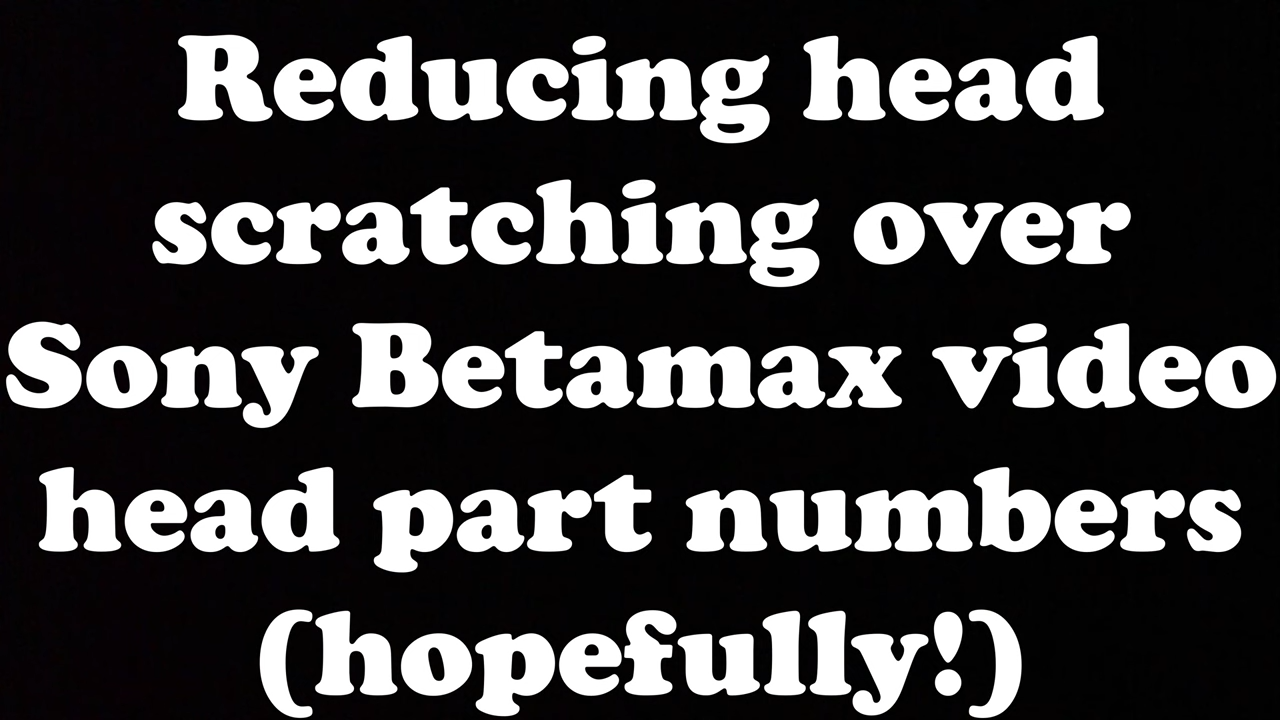 Reducing head
scratching over
Sony Betamax video
head part numbers
(hopefully!)